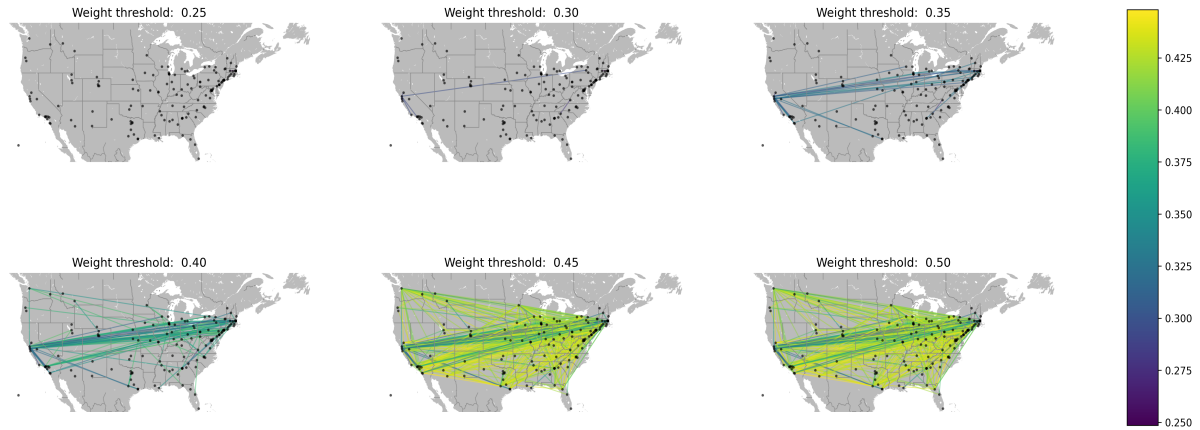 Weight threshold:  0.25
Weight threshold:  0.30
Weight threshold:  0.35
Weight threshold:  0.40
Weight threshold:  0.45
Weight threshold:  0.50
0.425
0.400
0.375
0.350
0.325
0.300
0.275
0.250